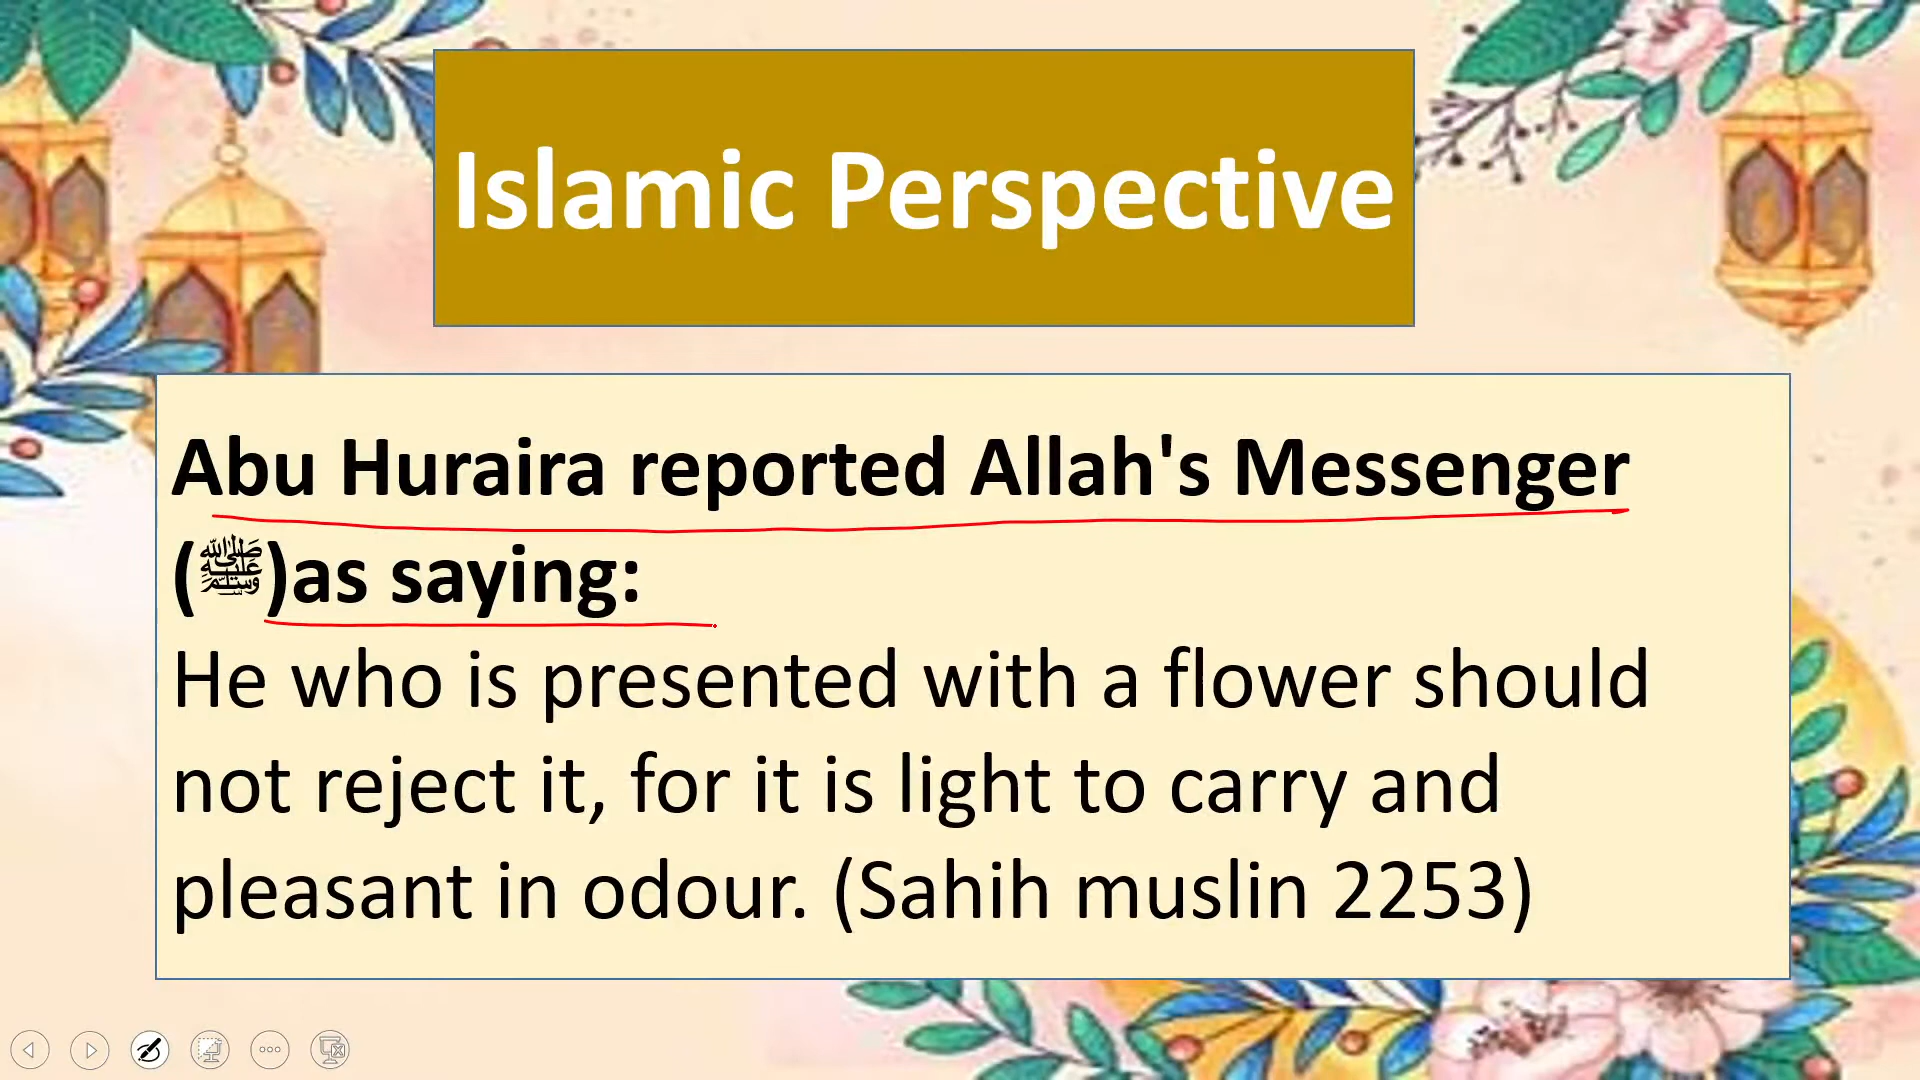 Islamic Perspective
Abu Huraira reported Allah's Messenger
(ﷺ)as saying:
He who is presented with a flower should
not reject it, for it is light to carry and
pleasant in odour. (Sahih muslin 2253)